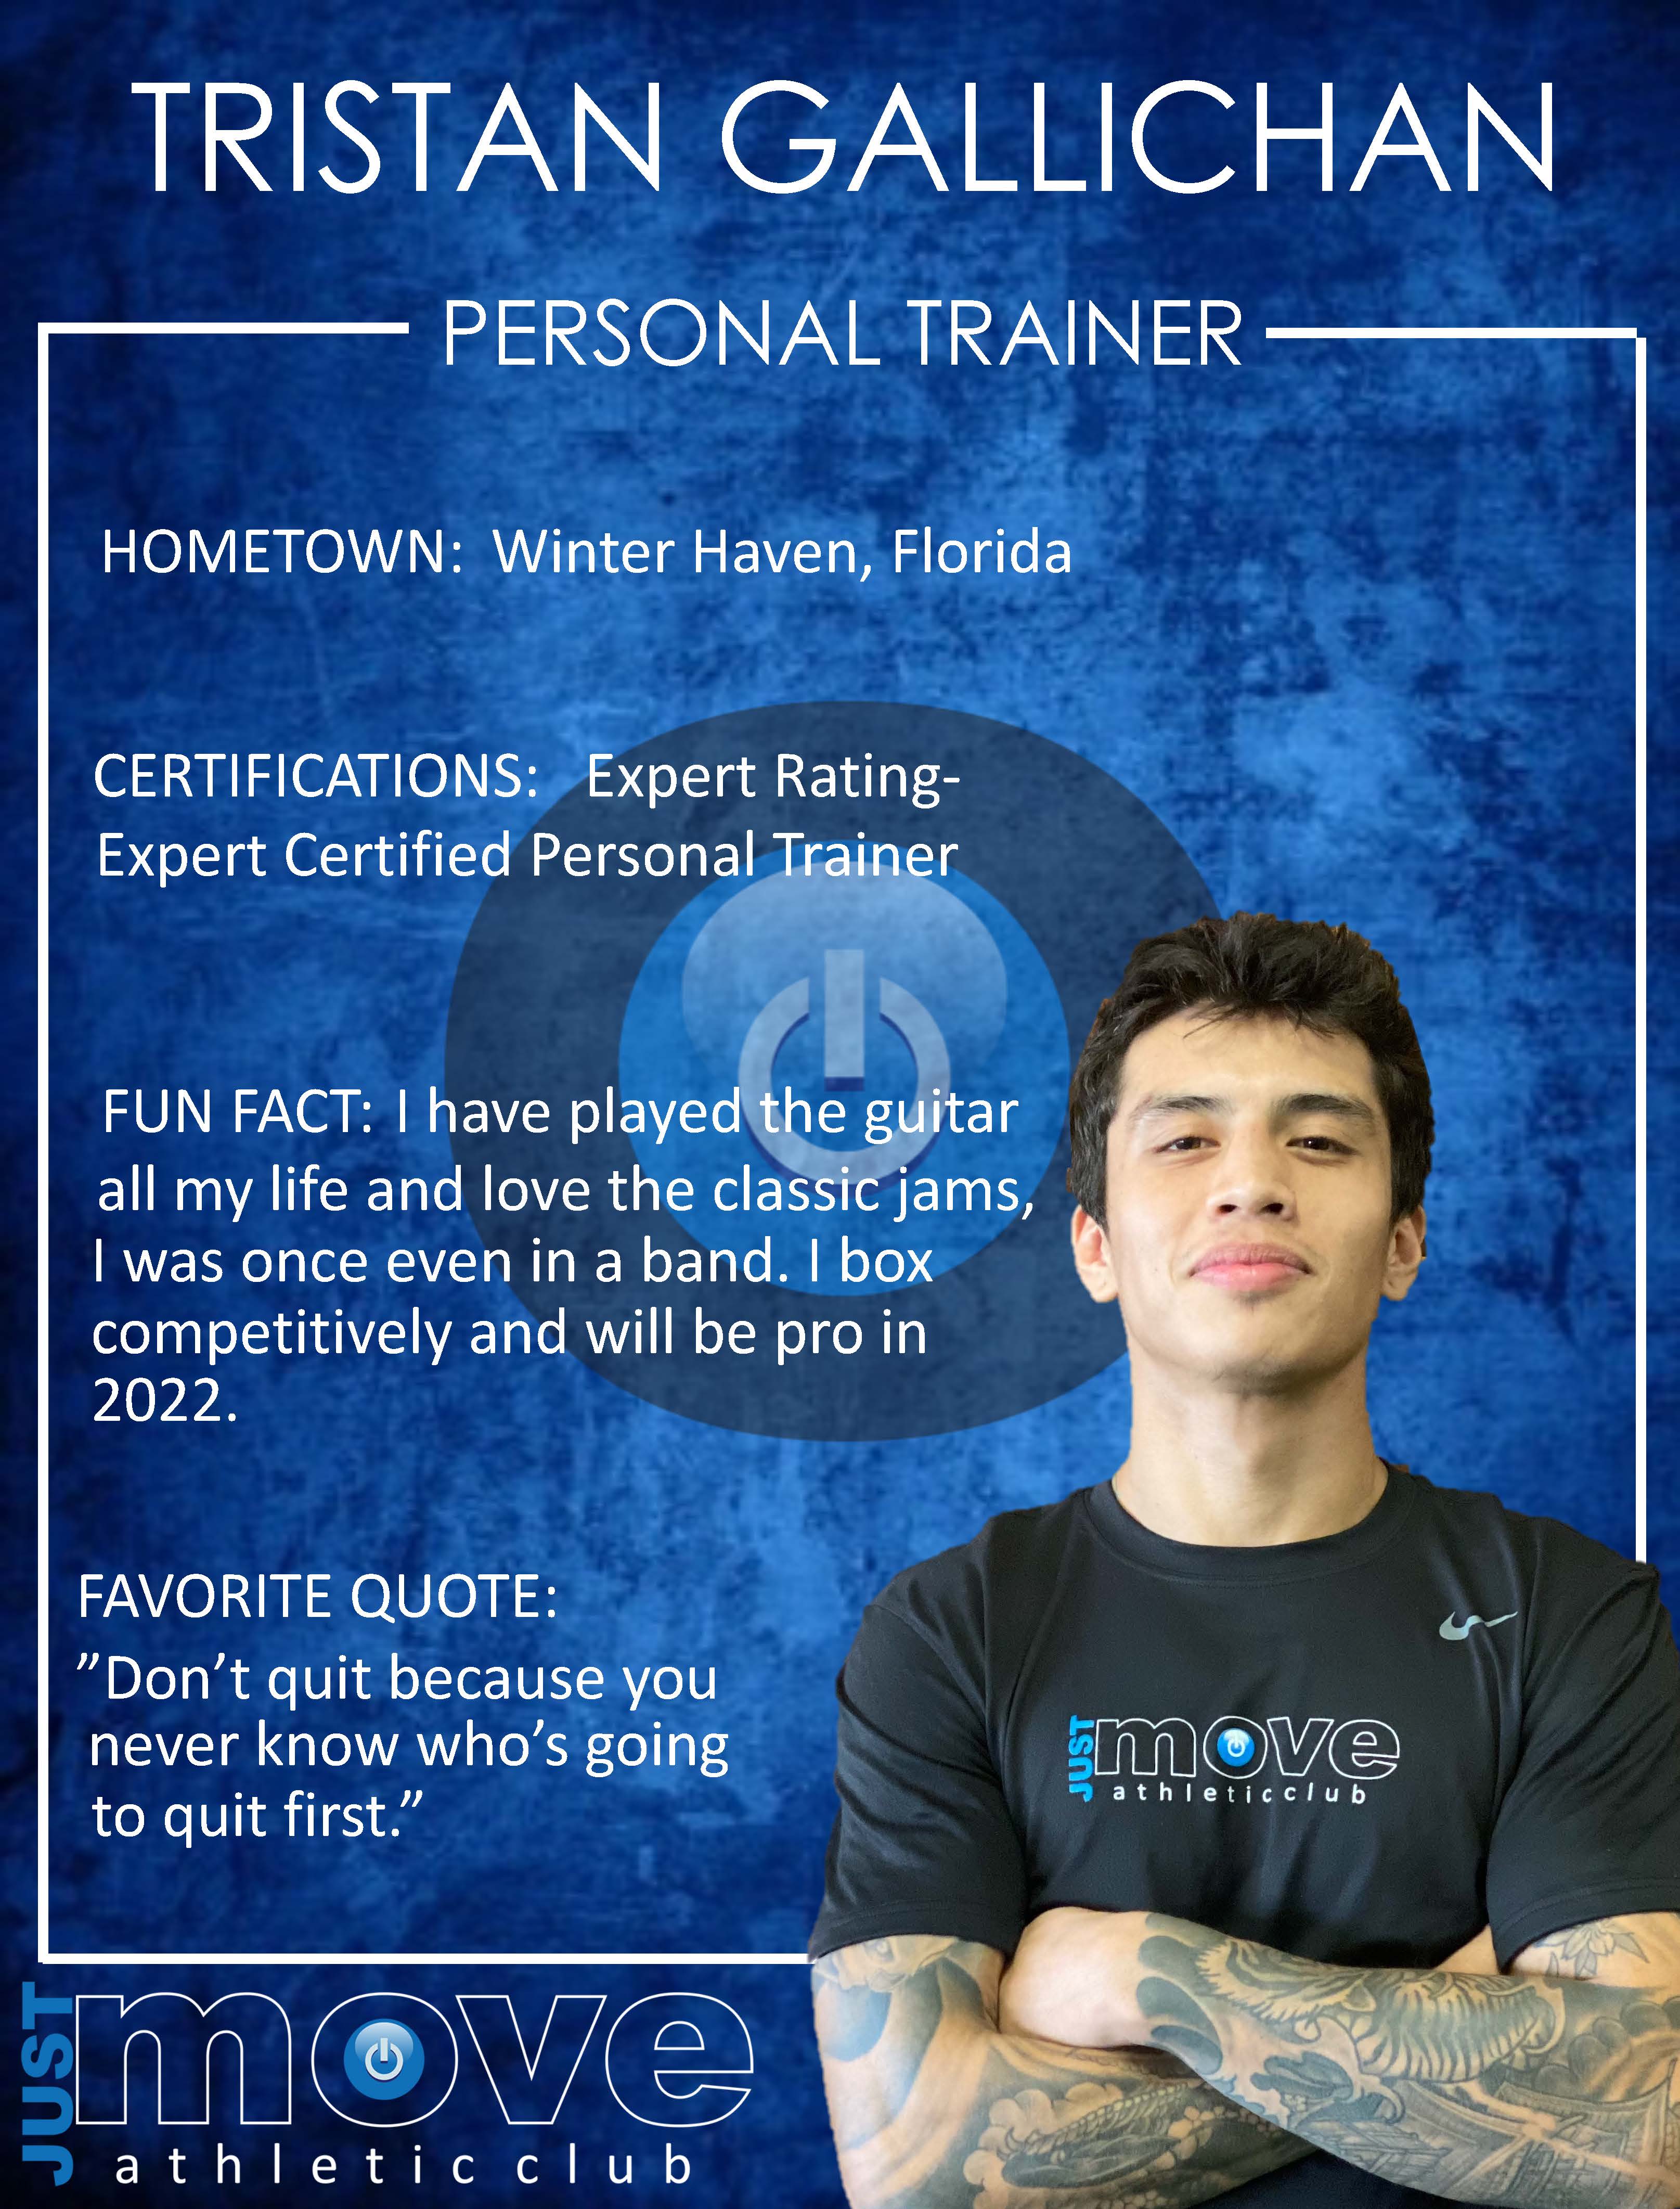 TRISTAN GALLICHAN
PERSONAL TRAINER
HOMETOWN: Winter Haven, Florida
CERTIFICATIONS: Expert Rating-
Expert Certified Personal Trainer
FUN FACT: I have played the guitar
all my life and love the classic jams,
I was once even in a band. I box
competitively and will be pro in
2022.
FAVORITE QUOTE:
”Don’t quit because you
never know who’s going
to quit first.”
JUST move
athletic club
JUST move
athletic club